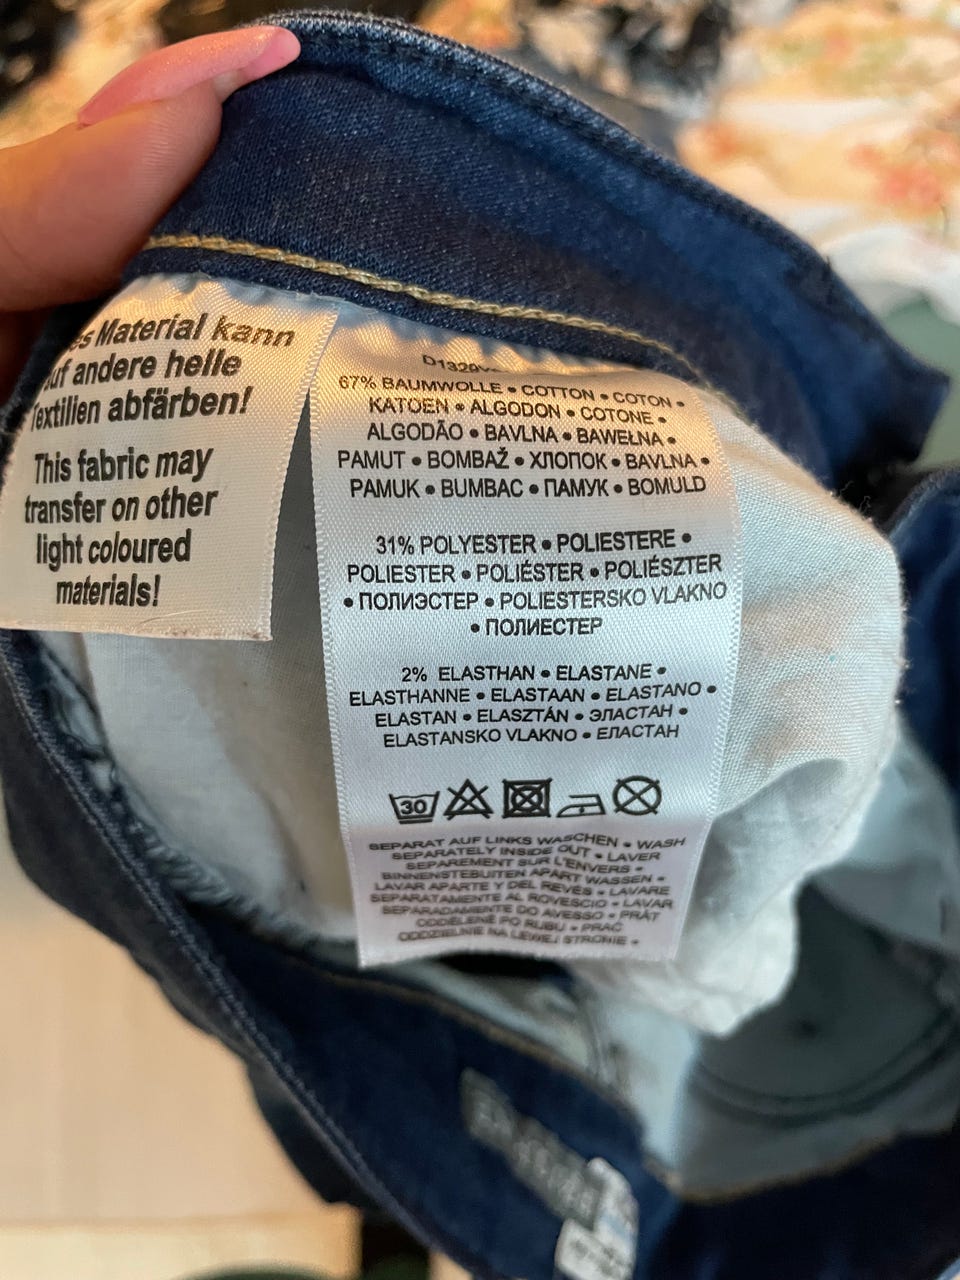 Material kann
auf andere helle
Textilien abfärben!
This fabric may
transfer on other
light coloured
materials!
67% BAUMWOLLE • COTTON • COTON •
KATOEN • ALGODON • COTONE •
ALGODÃO • BAVLNA • BAWEŁNA •
PAMUT • BOMBAŽ • ХЛОПОК • BAVLNA •
PAMUK • BUMBAC • ПАМУК • BOMULD
31% POLYESTER • POLIESTERE •
POLIESTER • POLIÉSTER • POLIÉSZTER
• ПОЛИЭСТЕР • POLIESTERSKO VLAKNO
• ПОЛИЕСТЕР
2% ELASTHAN • ELASTANE •
ELASTHANNE • ELASTAAN • ELASTANO •
ELASTAN • ELASZTÁN • ЭЛАСТАН •
ELASTANSKO VLAKNO • ЕЛАСТАН
30
SEPARAT AUF LINKS WASCHEN • WASH
SEPARATELY INSIDE OUT • LAVER
SEPAREMENT SUR L'ENVERS •
BINNENSTEBUITEN APART WASSEN •
LAVAR APARTE Y DEL REVES • LAVARE
SEPARATAMENTE AL ROVESCIO • LAVAR
SEPARADAMENTE DO AVESSO • PRÁT
ODDĚLENĚ PO RUBU • PRAĆ
ODDZIELNIE NA LEWEJ STRONIE •